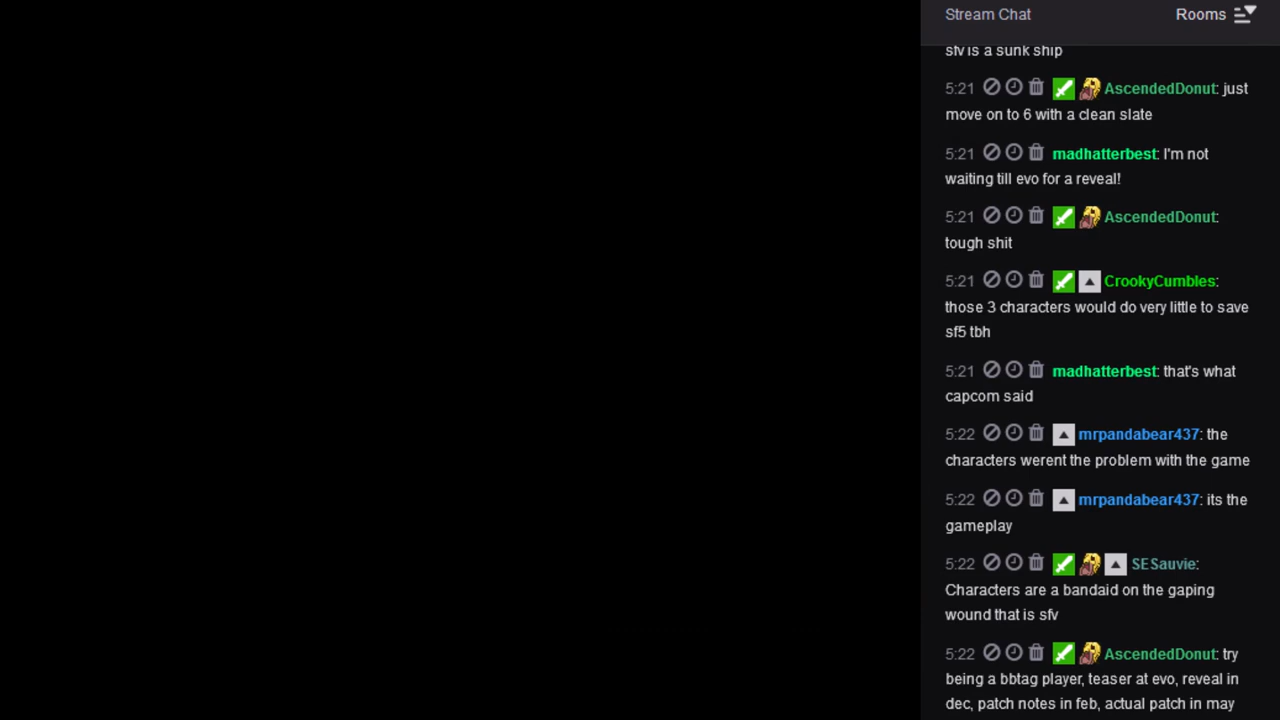 Stream Chat
Rooms
sfv is a sunk ship
5:21 AscendedDonut: just
move on to 6 with a clean slate
5:21 madhatterbest: I'm not
waiting till evo for a reveal!
5:21 AscendedDonut:
tough shit
5:21 CrookyCumbles:
those 3 characters would do very little to save
sf5 tbh
5:21 madhatterbest: that's what
capcom said
5:22 mrpandabear437: the
characters werent the problem with the game
5:22 mrpandabear437: its the
gameplay
5:22 SESauvie:
Characters are a bandaid on the gaping
wound that is sfv
5:22 AscendedDonut: try
being a bbtag player, teaser at evo, reveal in
dec, patch notes in feb, actual patch in may